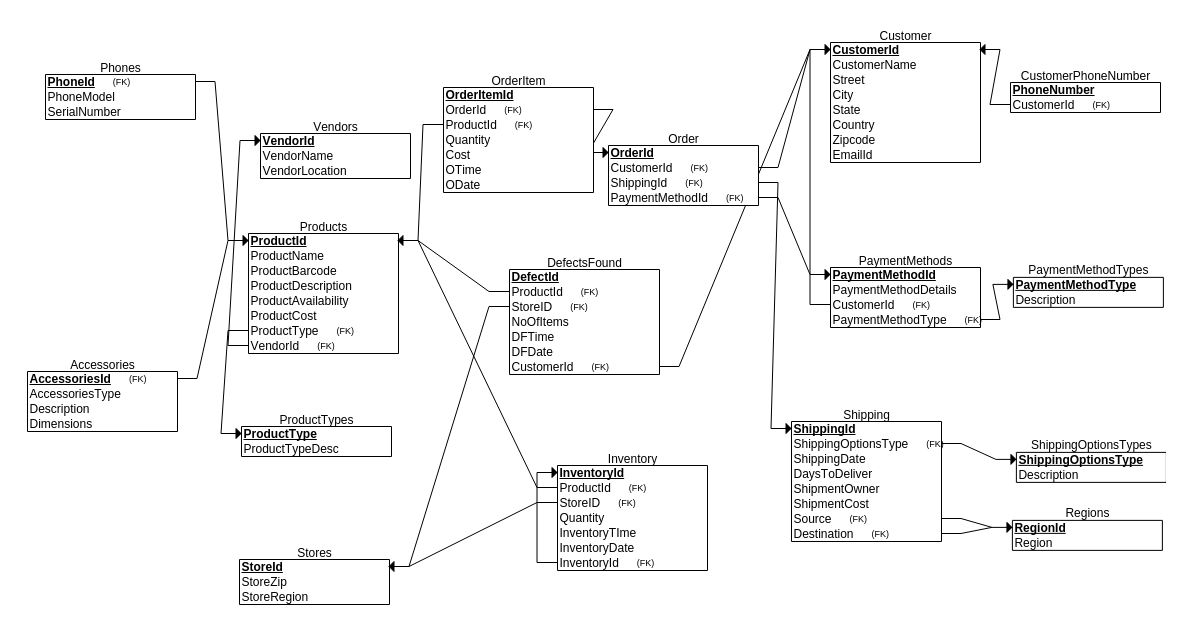 Phones
PhoneId (FK)
PhoneModel
SerialNumber
Vendors
VendorId
VendorName
VendorLocation
OrderItem
OrderItemId
OrderId (FK)
ProductId (FK)
Quantity
Cost
OTime
ODate
Order
OrderId
CustomerId (FK)
ShippingId (FK)
PaymentMethodId (FK)
Customer
CustomerId
CustomerName
Street
City
State
Country
Zipcode
EmailId
CustomerPhoneNumber
PhoneNumber
CustomerId (FK)
Products
ProductId
ProductName
ProductBarcode
ProductDescription
ProductAvailability
ProductCost
ProductType (FK)
VendorId (FK)
DefectsFound
DefectId
ProductId (FK)
StoreID (FK)
NoOfItems
DFTime
DFDate
CustomerId (FK)
PaymentMethods
PaymentMethodId
PaymentMethodDetails
CustomerId (FK)
PaymentMethodType (FK)
PaymentMethodTypes
PaymentMethodType
Description
Accessories
AccessoriesId (FK)
AccessoriesType
Description
Dimensions
ProductTypes
ProductType
ProductTypeDesc
Inventory
InventoryId
ProductId (FK)
StoreID (FK)
Quantity
InventoryTIme
InventoryDate
InventoryId (FK)
Shipping
ShippingId
ShippingOptionsType (FK)
ShippingDate
DaysToDeliver
ShipmentOwner
ShipmentCost
Source (FK)
Destination (FK)
ShippingOptionsTypes
ShippingOptionsType
Description
Regions
RegionId
Region
Stores
StoreId
StoreZip
StoreRegion